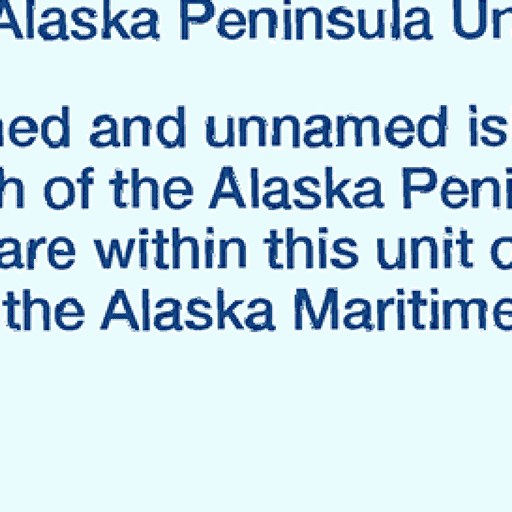 Alaska Peninsula Un
ned and unnamed is
h of the Alaska Peni
are within this unit o
the Alaska Maritime